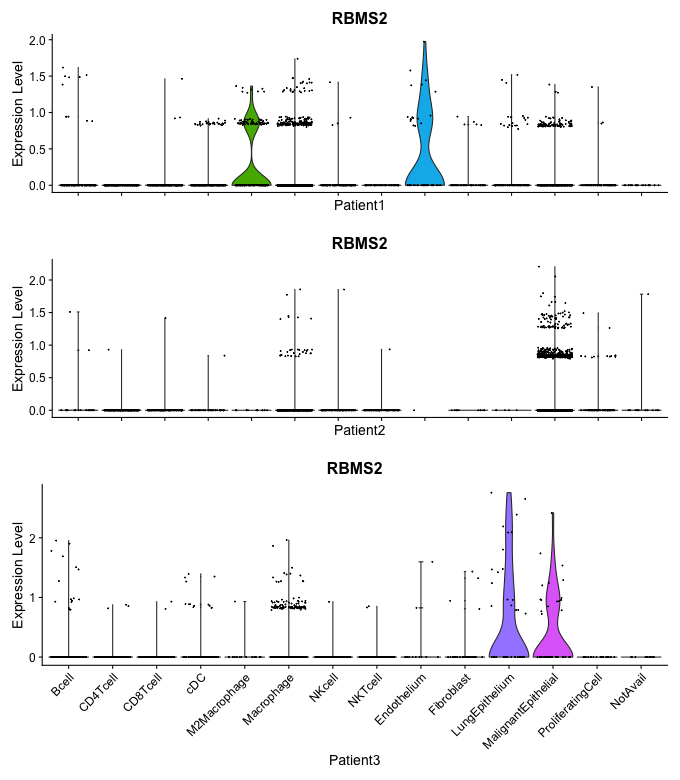 RBMS2
Expression Level
2.0
1.5
1.0
0.5
0.0
Patient1
RBMS2
Expression Level
2.0
1.5
1.0
0.5
0.0
Patient2
RBMS2
Expression Level
2
1
0
Bcell
CD4Tcell
CD8Tcell
cDC
M2Macrophage
Macrophage
NKcell
NKTcell
Endothelium
Fibroblast
LungEpithelium
MalignantEpithelial
ProliferatingCell
NotAvail
Patient3